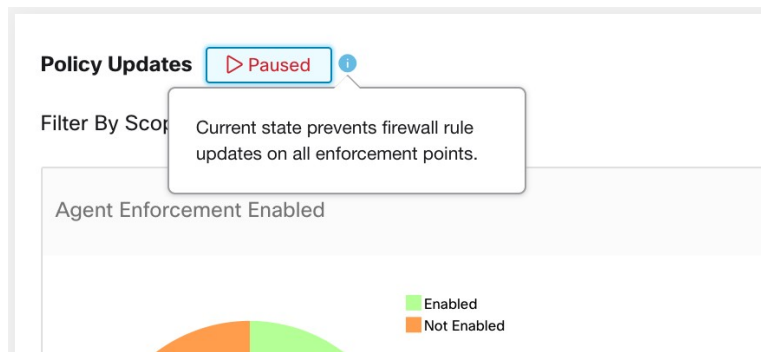 Policy Updates Paused
Current state prevents firewall rule
updates on all enforcement points.
Filter By Scop
Agent Enforcement Enabled
Enabled
Not Enabled